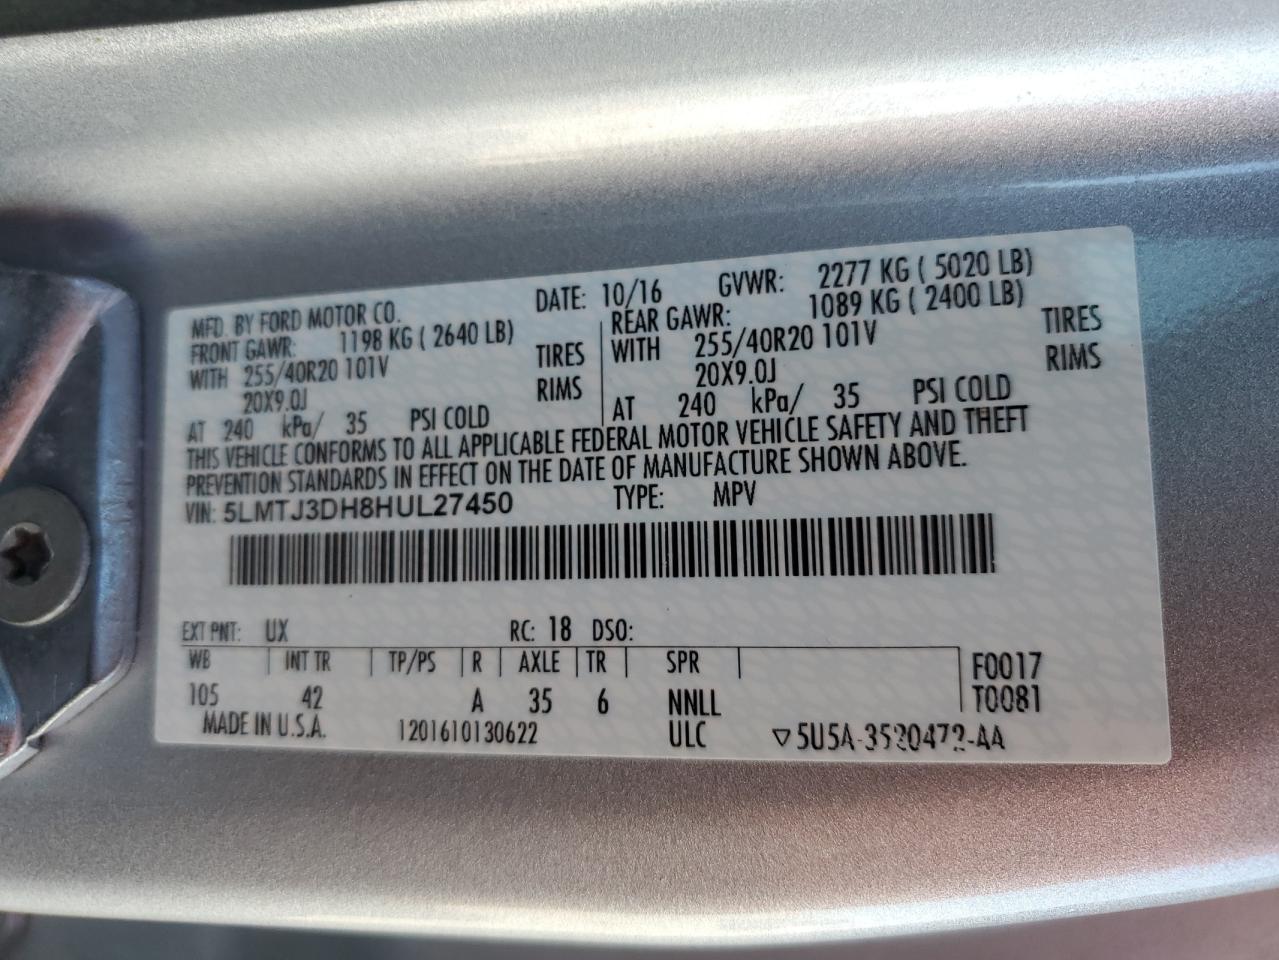 MFD. BY FORD MOTOR CO. DATE: 10/16 GVWR: 2277 KG ( 5020 LB)
FRONT GAWR: 1198 KG ( 2640 LB) REAR GAWR: 1089 KG ( 2400 LB)
WITH 255/40R20 101V TIRES WITH 255/40R20 101V TIRES
20X9.0J RIMS 20X9.0J RIMS
AT 240 kPa/ 35 PSI COLD AT 240 kPa/ 35 PSI COLD
THIS VEHICLE CONFORMS TO ALL APPLICABLE FEDERAL MOTOR VEHICLE SAFETY AND THEFT
PREVENTION STANDARDS IN EFFECT ON THE DATE OF MANUFACTURE SHOWN ABOVE.
VIN: 5LMTJ3DH8HUL27450 TYPE: MPV
EXT PNT: UX RC: 18 DSO:
WB INT TR TP/PS R AXLE TR SPR F0017
105 42 A 35 6 NNLL T0081
MADE IN U.S.A. 1201610130622 ULC ▽5U5A-3520472-AA